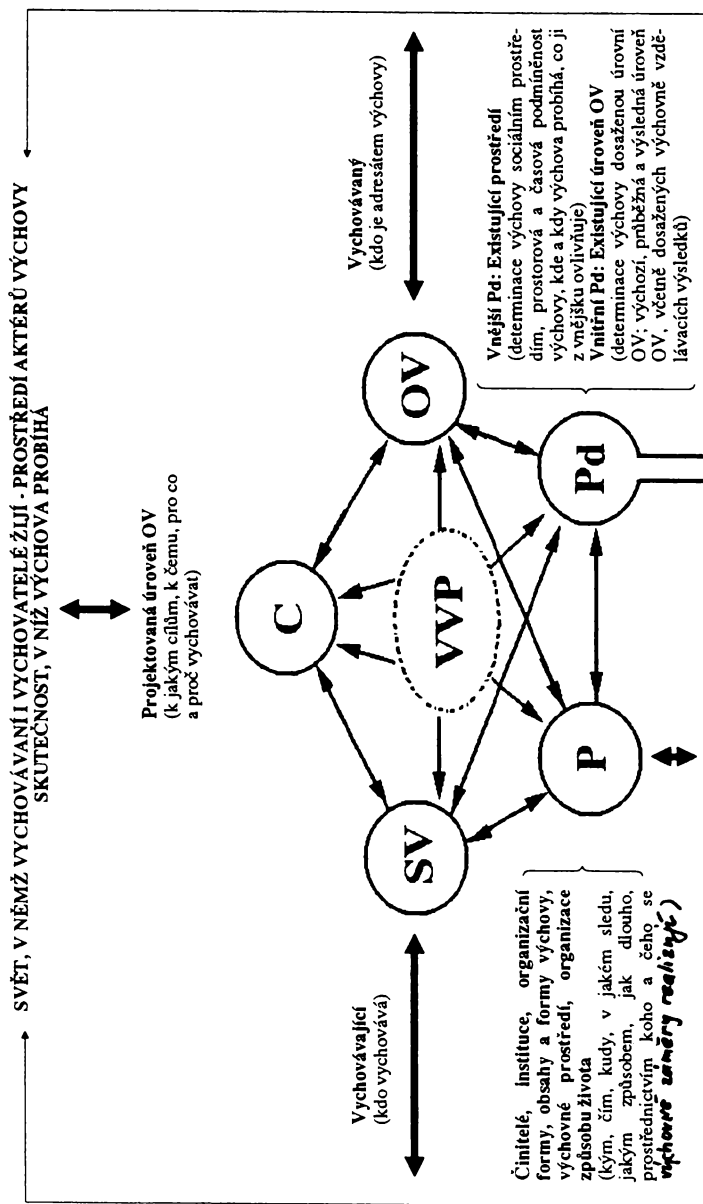 SVĚT, V NĚMŽ VYCHOVÁVANÍ I VYCHOVATELÉ ŽIJÍ - PROSTŘEDÍ AKTÉRŮ VÝCHOVY
SKUTEČNOST, V NÍŽ VÝCHOVA PROBÍHÁ
Projektovaná úroveň OV
(k jakým cílům, k čemu, pro co
a proč vychovávat)
Vychovávající
(kdo vychovává)
Vychovávaný
(kdo je adresátem výchovy)
C
SV
OV
VVP
P
Pd
Činitelé, instituce, organizační
formy, obsahy a formy výchovy,
výchovné prostředí, organizace
způsobu života
(kým, čím, kudy, v jakém sledu,
jakým způsobem, jak dlouho,
prostřednictvím koho a čeho se
výchovné záměry realizují)
Vnější Pd: Existující prostředí
(determinace výchovy sociálním prostře-
dím, prostorová a časová podmíněnost
výchovy, kde a kdy výchova probíhá, co ji
z vnějšku ovlivňuje)
Vnitřní Pd: Existující úroveň OV
(determinace výchovy dosaženou úrovní
OV; výchozí, průběžná a výsledná úroveň
OV, včetně dosažených výchovně vzdě-
lávacích výsledků)